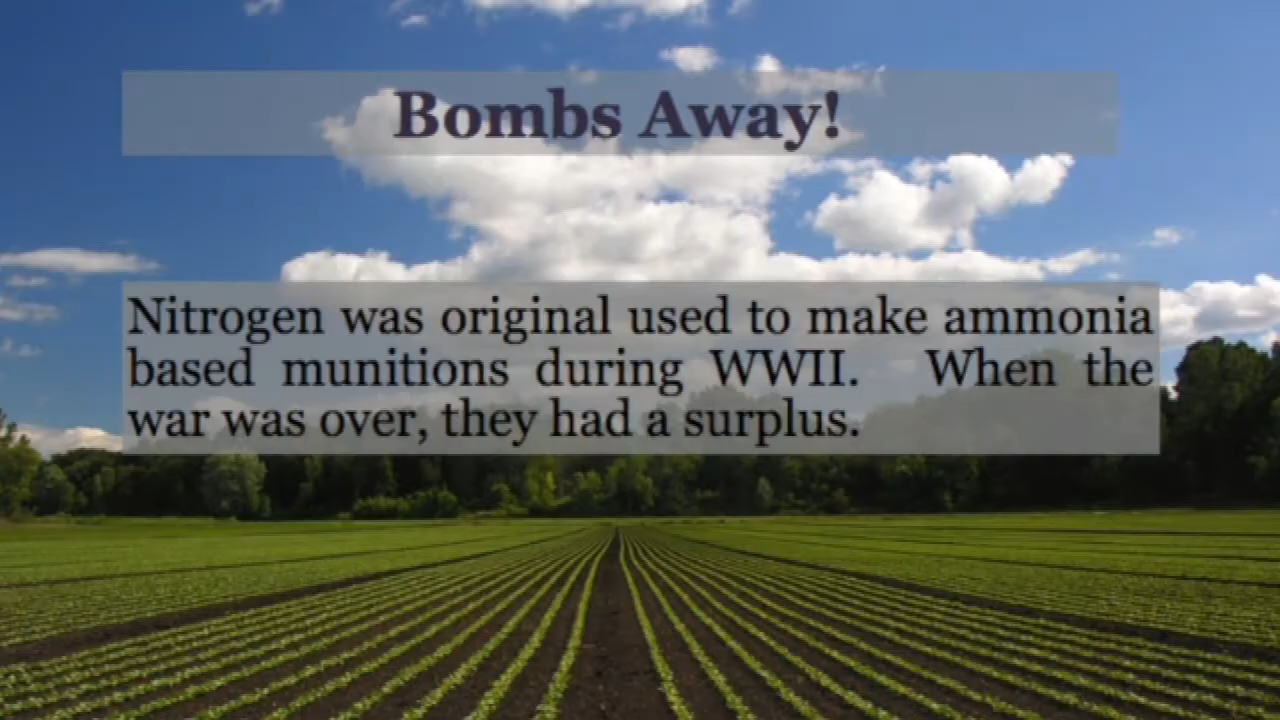 Bombs Away!
Nitrogen was original used to make ammonia
based munitions during WWII. When the
war was over, they had a surplus.